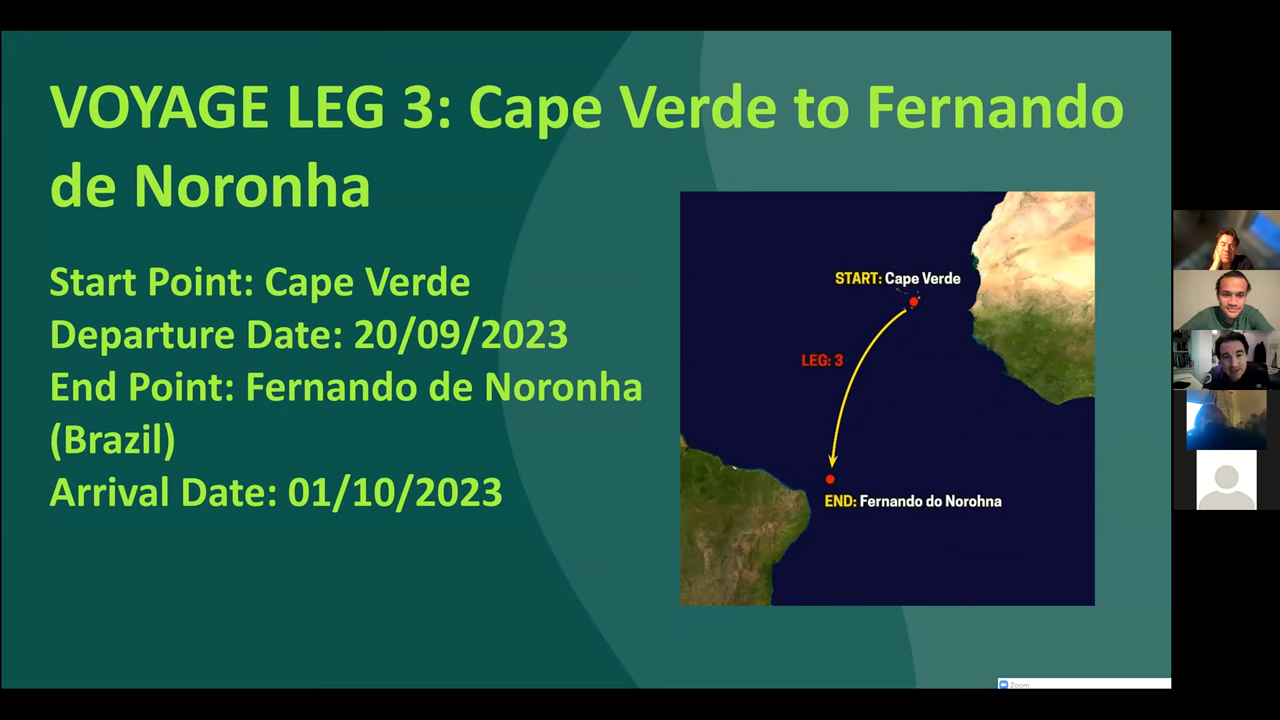 VOYAGE LEG 3: Cape Verde to Fernando
de Noronha
Start Point: Cape Verde
Departure Date: 20/09/2023
End Point: Fernando de Noronha
(Brazil)
Arrival Date: 01/10/2023
START: Cape Verde
LEG: 3
END: Fernando do Norohna
Zoom